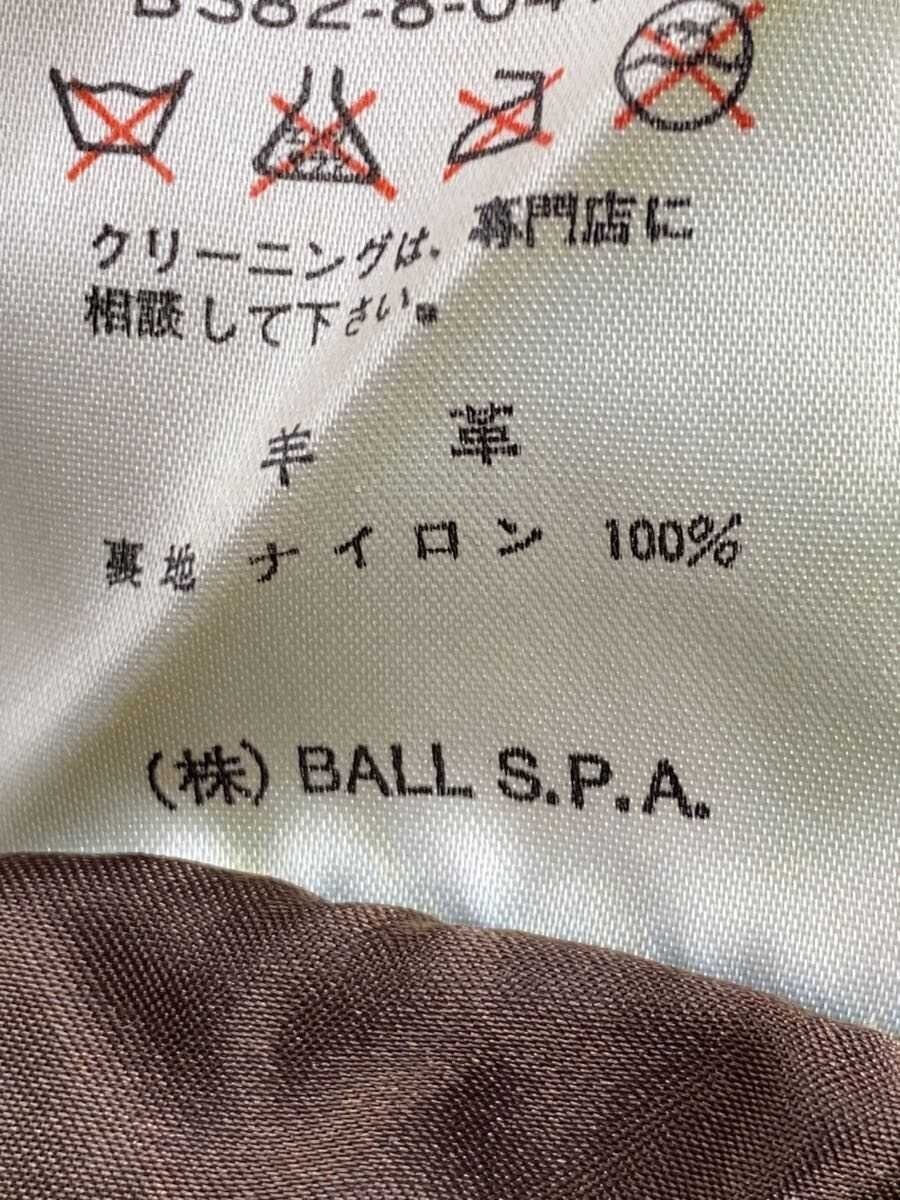 クリーニングは、専門店に
相談して下さい。
羊 革
裏地 ナイロン 100%
(株) BALL S.P.A.